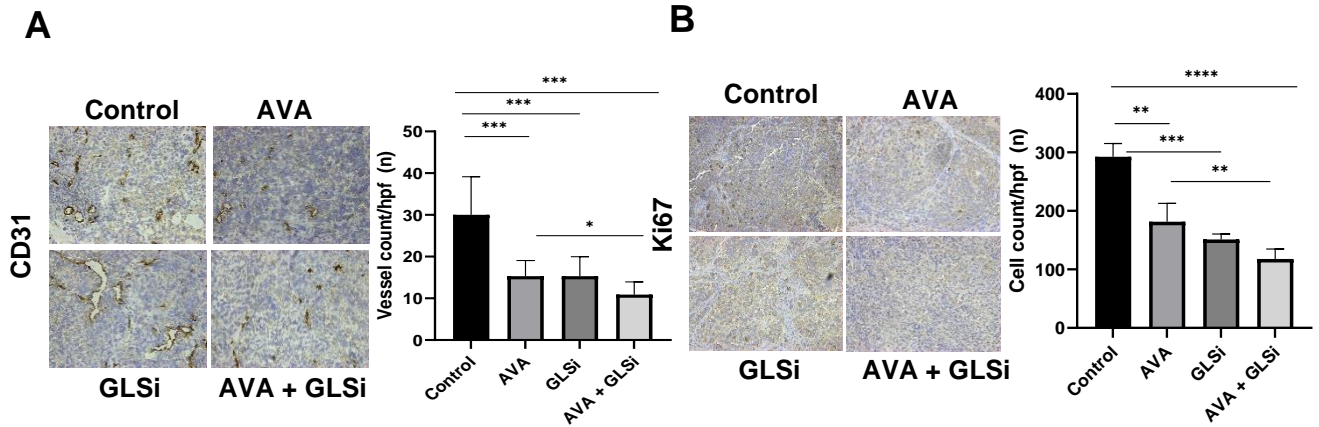 A
Control
AVA
CD31
GLSi
AVA + GLSi
***
***
***
*
Vessel count/hpf (n)
50
40
30
20
10
0
Control
AVA
GLSi
AVA + GLSi
B
Control
AVA
Ki67
GLSi
AVA + GLSi
****
**
***
**
Cell count/hpf (n)
400
300
200
100
0
Control
AVA
GLSi
AVA + GLSi